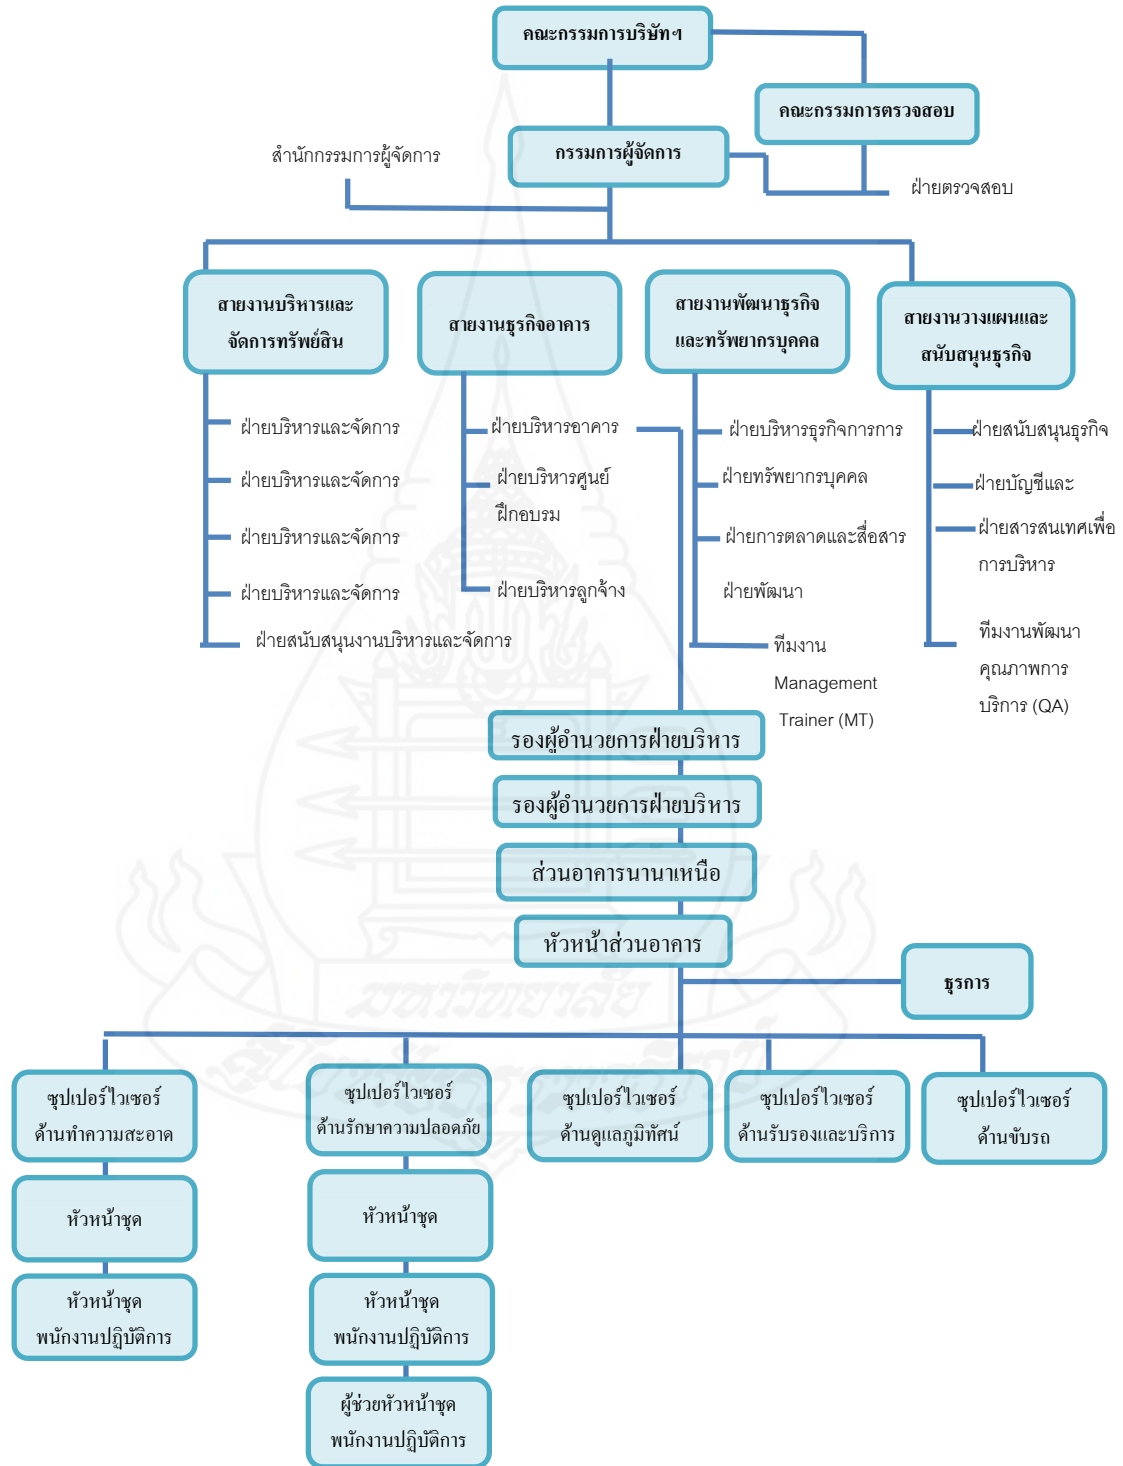 คณะกรรมการบริษัทฯ
คณะกรรมการตรวจสอบ
กรรมการผู้จัดการ
สำนักกรรมการผู้จัดการ
ฝ่ายตรวจสอบ
สายงานบริหารและ
จัดการทรัพย์สิน
สายงานธุรกิจอาคาร
สายงานพัฒนาธุรกิจ
และทรัพยากรบุคคล
สายงานวางแผนและ
สนับสนุนธุรกิจ
ฝ่ายบริหารและจัดการ
ฝ่ายบริหารและจัดการ
ฝ่ายบริหารและจัดการ
ฝ่ายบริหารและจัดการ
ฝ่ายสนับสนุนงานบริหารและจัดการ
ฝ่ายบริหารอาคาร
ฝ่ายบริหารศูนย์
ฝึกอบรม
ฝ่ายบริหารลูกจ้าง
ฝ่ายบริหารธุรกิจการการ
ฝ่ายทรัพยากรบุคคล
ฝ่ายการตลาดและสื่อสาร
ฝ่ายพัฒนา
ทีมงาน
Management
Trainer (MT)
ฝ่ายสนับสนุนธุรกิจ
ฝ่ายบัญชีและ
ฝ่ายสารสนเทศเพื่อ
การบริหาร
ทีมงานพัฒนา
คุณภาพการ
บริการ (QA)
รองผู้อำนวยการฝ่ายบริหาร
รองผู้อำนวยการฝ่ายบริหาร
ส่วนอาคารนานาเหนือ
หัวหน้าส่วนอาคาร
ธุรการ
ซุปเปอร์ไวเซอร์
ด้านทำความสะอาด
ซุปเปอร์ไวเซอร์
ด้านรักษาความปลอดภัย
ซุปเปอร์ไวเซอร์
ด้านดูแลภูมิทัศน์
ซุปเปอร์ไวเซอร์
ด้านรับรองและบริการ
ซุปเปอร์ไวเซอร์
ด้านขับรถ
หัวหน้าชุด
หัวหน้าชุด
พนักงานปฏิบัติการ
หัวหน้าชุด
หัวหน้าชุด
พนักงานปฏิบัติการ
ผู้ช่วยหัวหน้าชุด
พนักงานปฏิบัติการ
มหาวิทยาลัย
สุโขทัยธรรมาธิราช